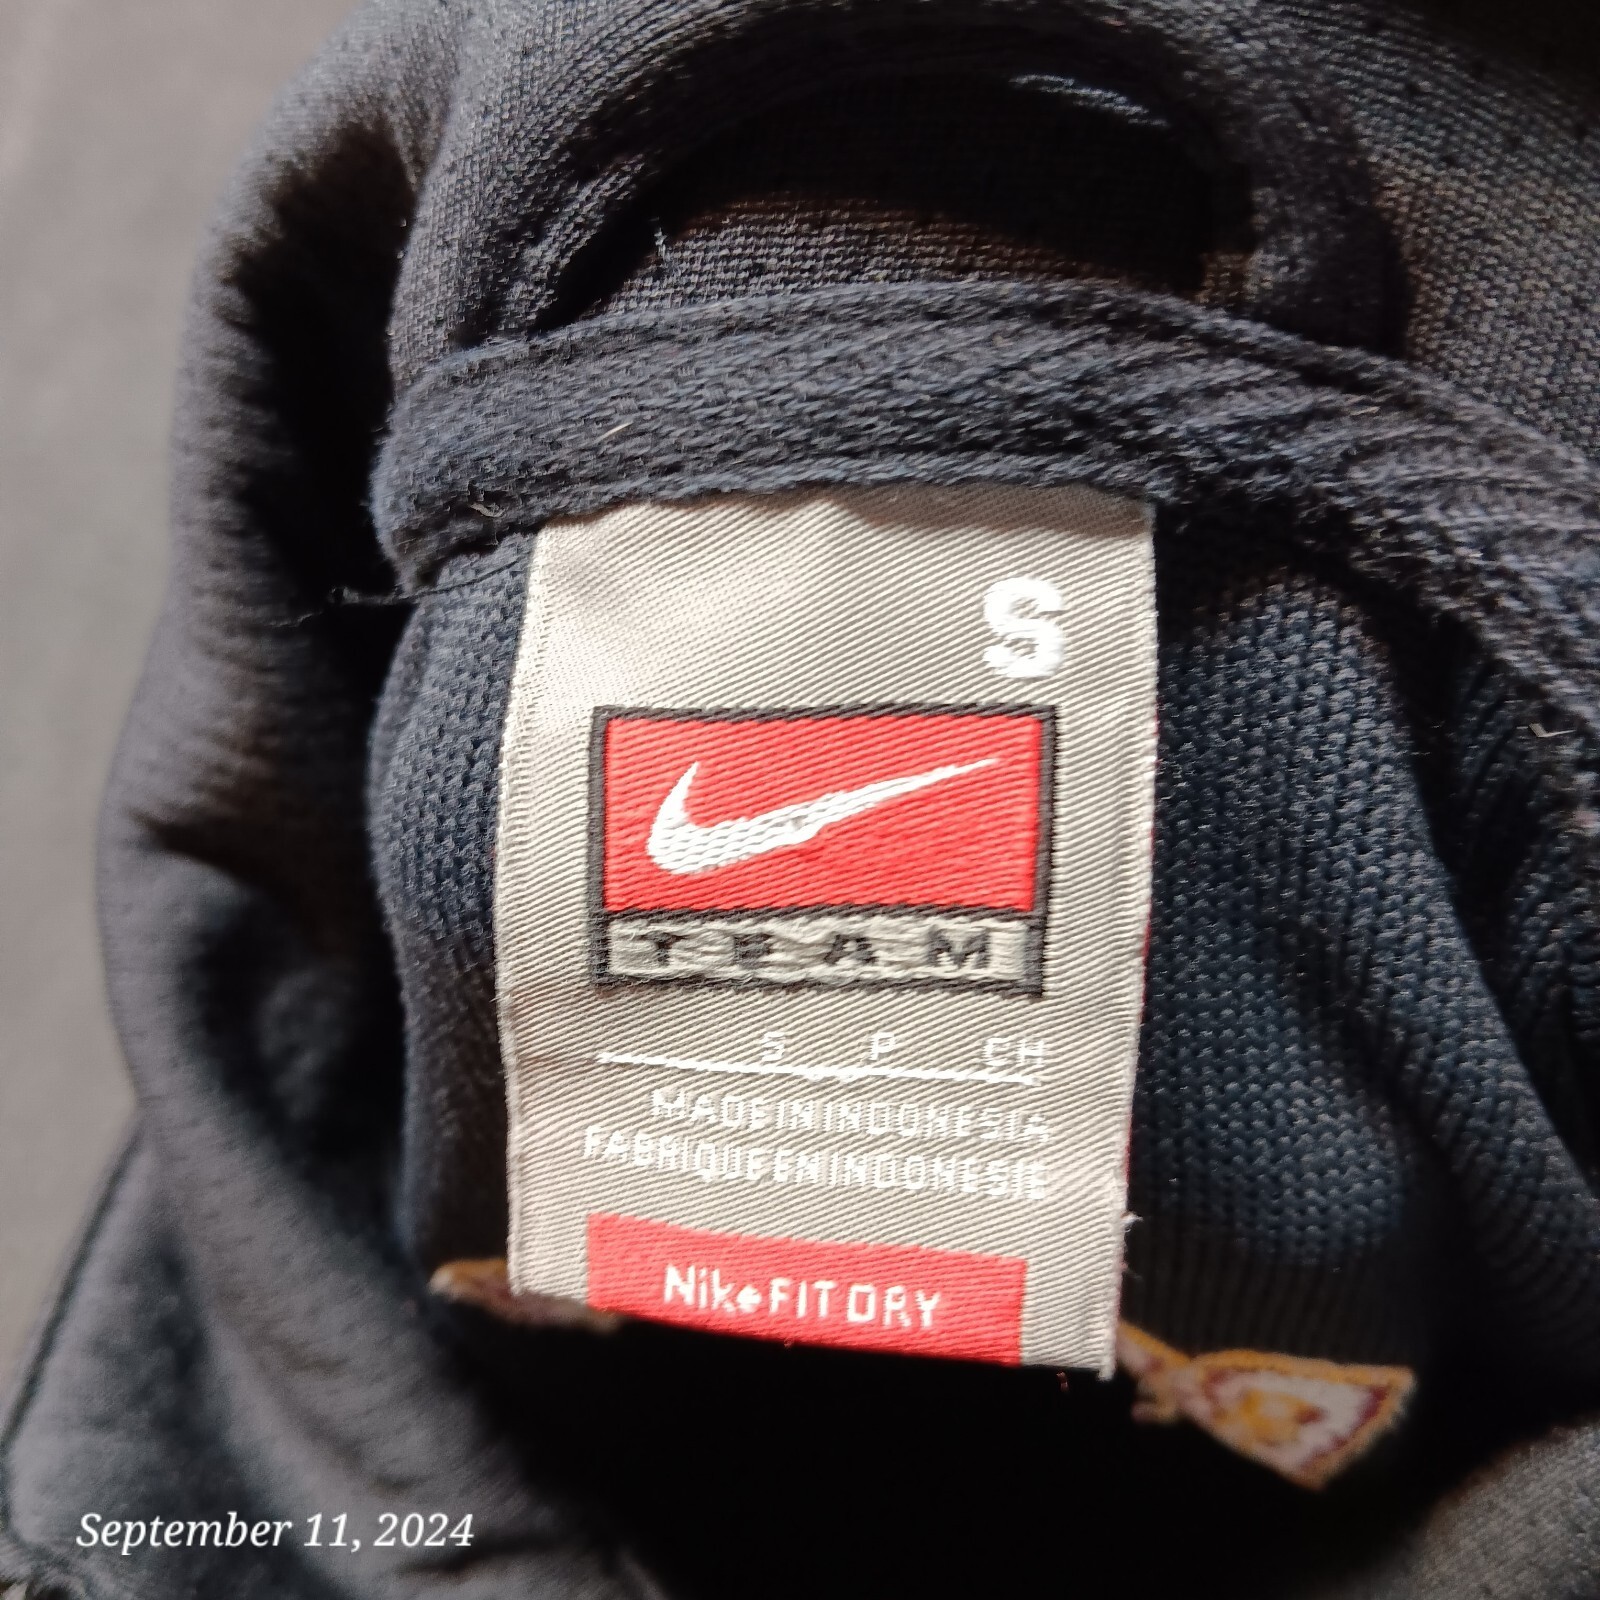 S
TEAM
S P CH
MADE IN INDONESIA
FABRIQUE EN INDONESIE
Nike FIT DRY
September 11, 2024